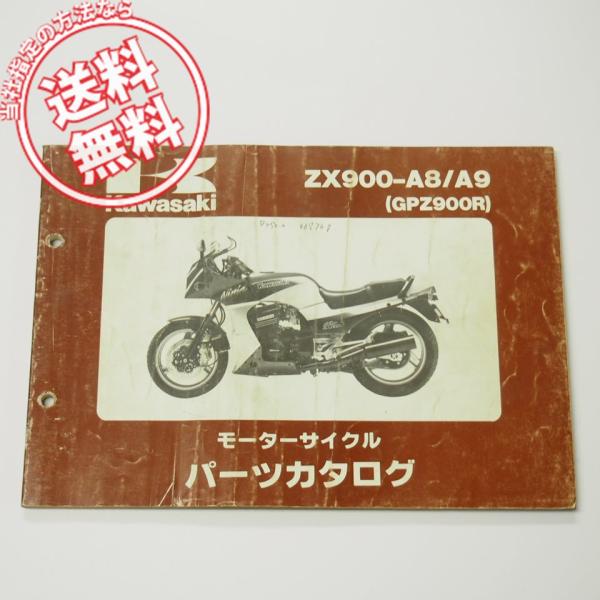 当社指定の方法なら
送料
無料
Kawasaki
ZX900-A8/A9
(GPZ900R)
Ninja
Kawasaki
モーターサイクル
パーツカタログ